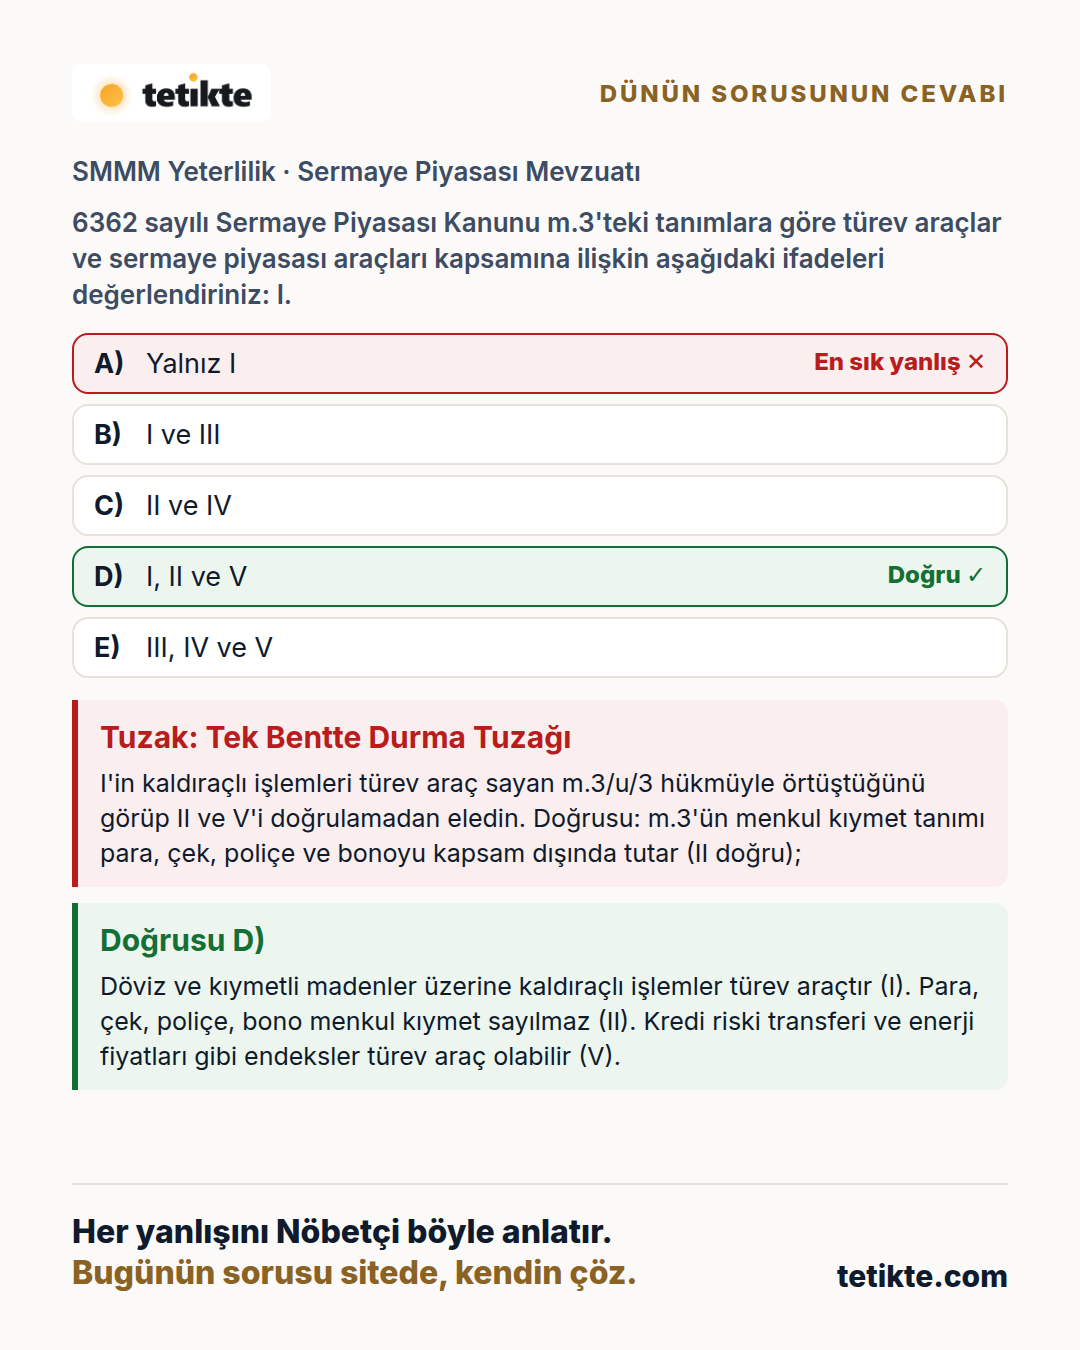 tetikte
DÜNÜN SORUSUNUN CEVABI
SMMM Yeterlilik · Sermaye Piyasası Mevzuatı
6362 sayılı Sermaye Piyasası Kanunu m.3'teki tanımlara göre türev araçlar
ve sermaye piyasası araçları kapsamına ilişkin aşağıdaki ifadeleri
değerlendiriniz: I.
A) Yalnız I En sık yanlış ✕
B) I ve III
C) II ve IV
D) I, II ve V Doğru ✓
E) III, IV ve V
Tuzak: Tek Bentte Durma Tuzağı
I'in kaldıraçlı işlemleri türev araç sayan m.3/u/3 hükmüyle örtüştüğünü
görüp II ve V'i doğrulamadan eledin. Doğrusu: m.3'ün menkul kıymet tanımı
para, çek, poliçe ve bonoyu kapsam dışında tutar (II doğru);
Doğrusu D)
Döviz ve kıymetli madenler üzerine kaldıraçlı işlemler türev araçtır (I). Para,
çek, poliçe, bono menkul kıymet sayılmaz (II). Kredi riski transferi ve enerji
fiyatları gibi endeksler türev araç olabilir (V).
Her yanlışını Nöbetçi böyle anlatır.
Bugünün sorusu sitede, kendin çöz.
tetikte.com